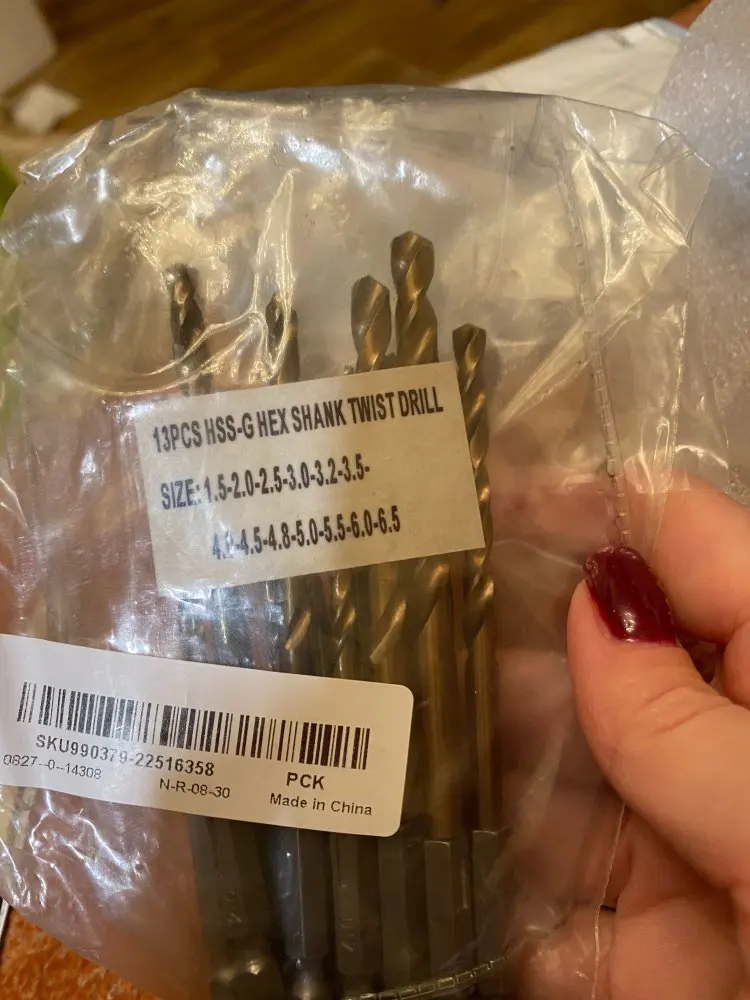 13PCS HSS-G HEX SHANK TWIST DRILL
SIZE: 1.5-2.0-2.5-3.0-3.2-3.5-
4.0-4.5-4.8-5.0-5.5-6.0-6.5
SKU990379-22516358
0827--0--14308
PCK
N-R-08-30
Made in China